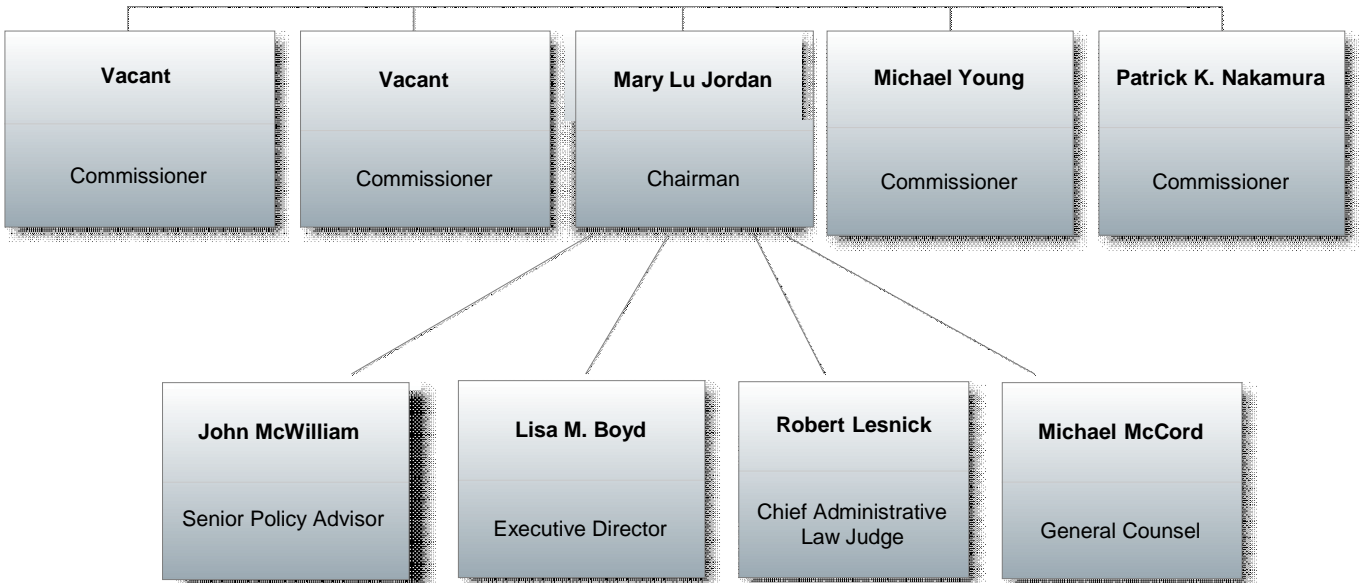 Vacant
Commissioner
Vacant
Commissioner
Mary Lu Jordan
Chairman
Michael Young
Commissioner
Patrick K. Nakamura
Commissioner
John McWilliam
Senior Policy Advisor
Lisa M. Boyd
Executive Director
Robert Lesnick
Chief Administrative
Law Judge
Michael McCord
General Counsel